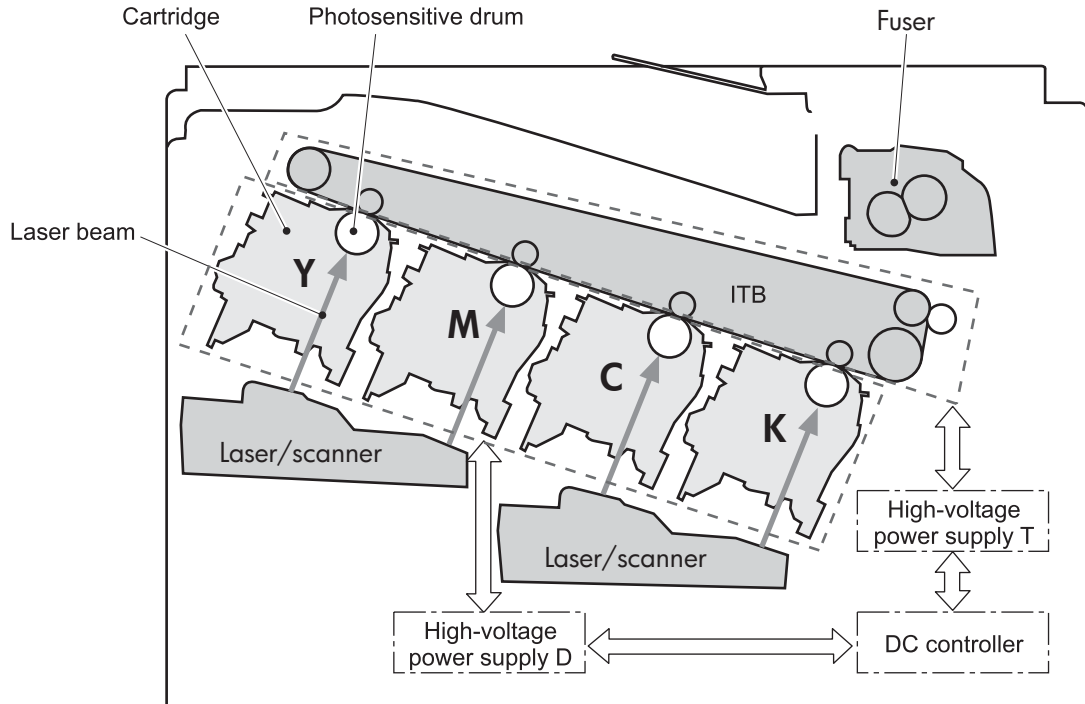 Cartridge
Photosensitive drum
Fuser
Laser beam
Y
ITB
M
C
K
Laser/scanner
High-voltage
power supply T
Laser/scanner
High-voltage
power supply D
DC controller